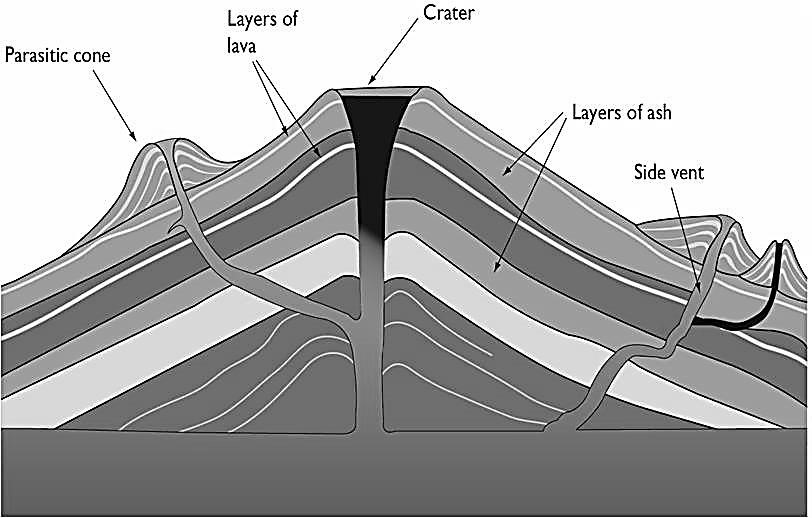 Crater
Layers of
lava
Parasitic cone
Layers of ash
Side vent